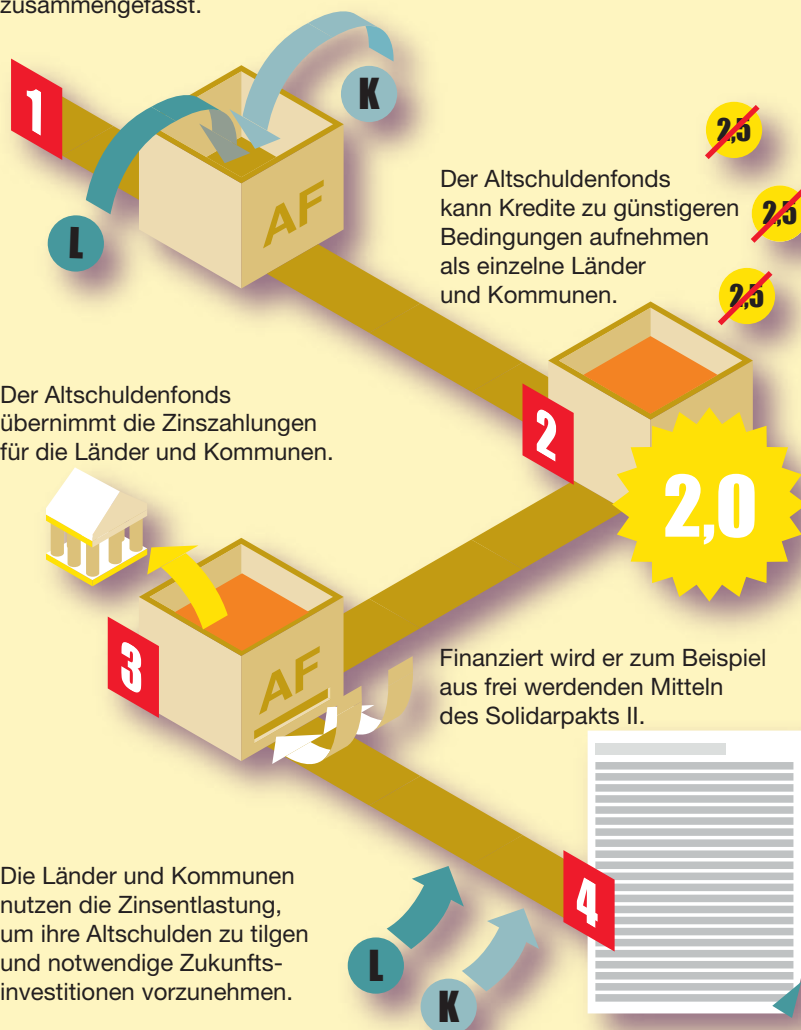 zusammengefasst.
1
K
L
AF
2,5
Der Altschuldenfonds
kann Kredite zu günstigeren
Bedingungen aufnehmen
als einzelne Länder
und Kommunen.
2,5
2,5
2
2,0
Der Altschuldenfonds
übernimmt die Zinszahlungen
für die Länder und Kommunen.
3
AF
Finanziert wird er zum Beispiel
aus frei werdenden Mitteln
des Solidarpakts II.
4
Die Länder und Kommunen
nutzen die Zinsentlastung,
um ihre Altschulden zu tilgen
und notwendige Zukunfts-
investitionen vorzunehmen.
L
K